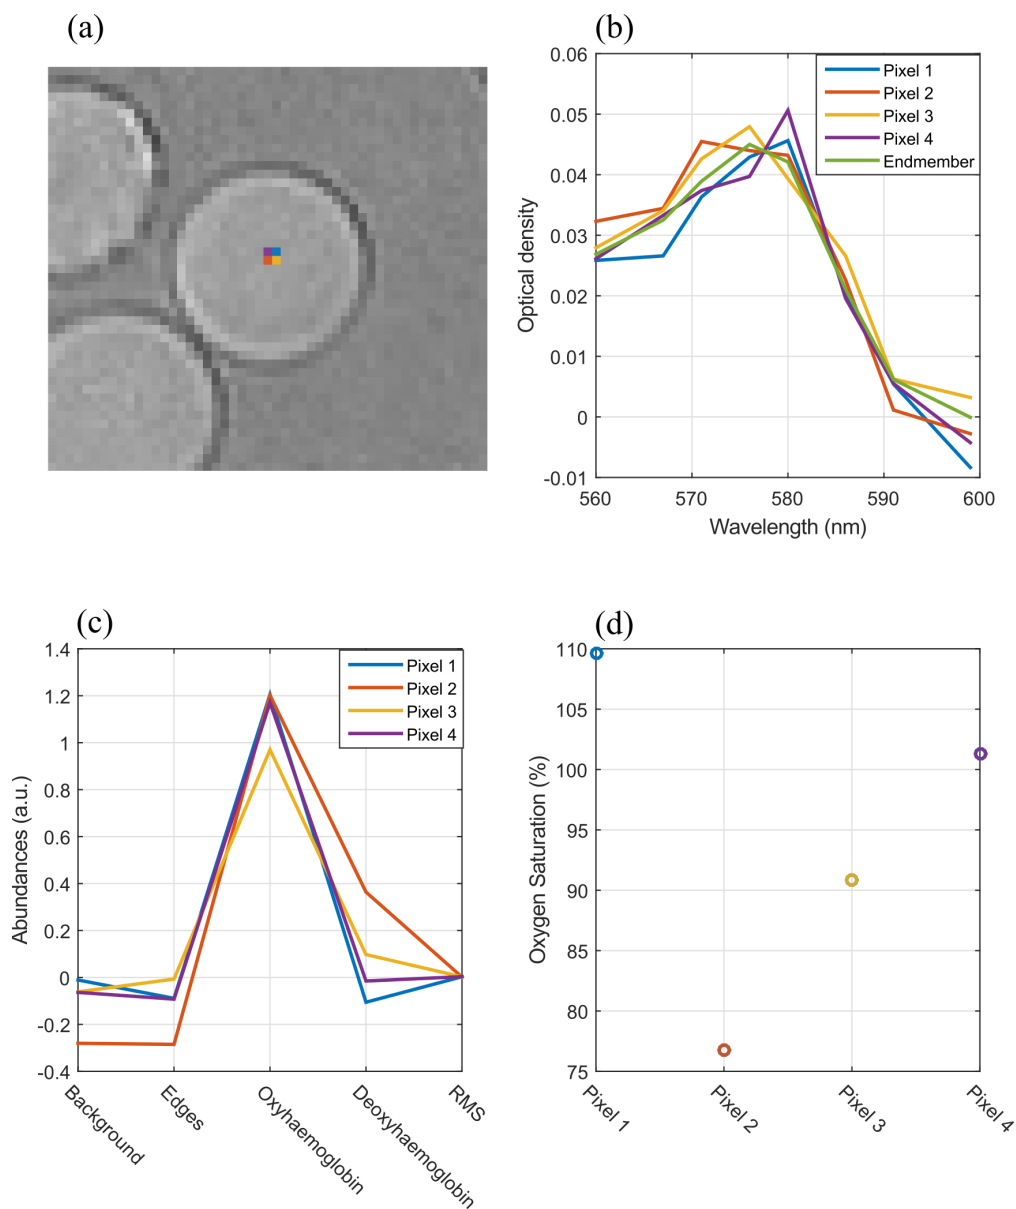 (a)
(b)
0.06
0.05
0.04
0.03
0.02
0.01
0
-0.01
Optical density
560
570
580
590
600
Wavelength (nm)
Pixel 1
Pixel 2
Pixel 3
Pixel 4
Endmember
(c)
1.4
1.2
1
0.8
0.6
0.4
0.2
0
-0.2
-0.4
Abundances (a.u.)
Pixel 1
Pixel 2
Pixel 3
Pixel 4
Background
Edges
Oxyhaemoglobin
Deoxyhaemoglobin
RMS
(d)
110
105
100
95
90
85
80
75
Oxygen Saturation (%)
Pixel 1
Pixel 2
Pixel 3
Pixel 4